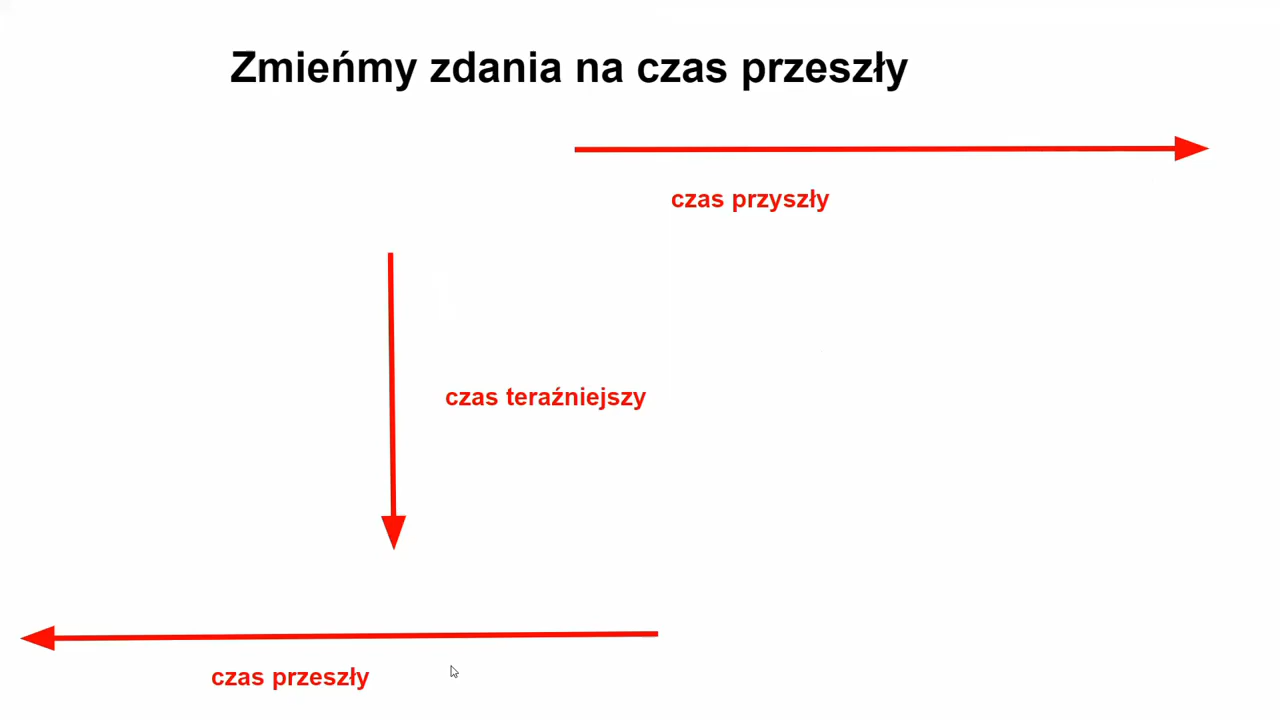 Zmieńmy zdania na czas przeszły
czas przyszły
czas teraźniejszy
czas przeszły